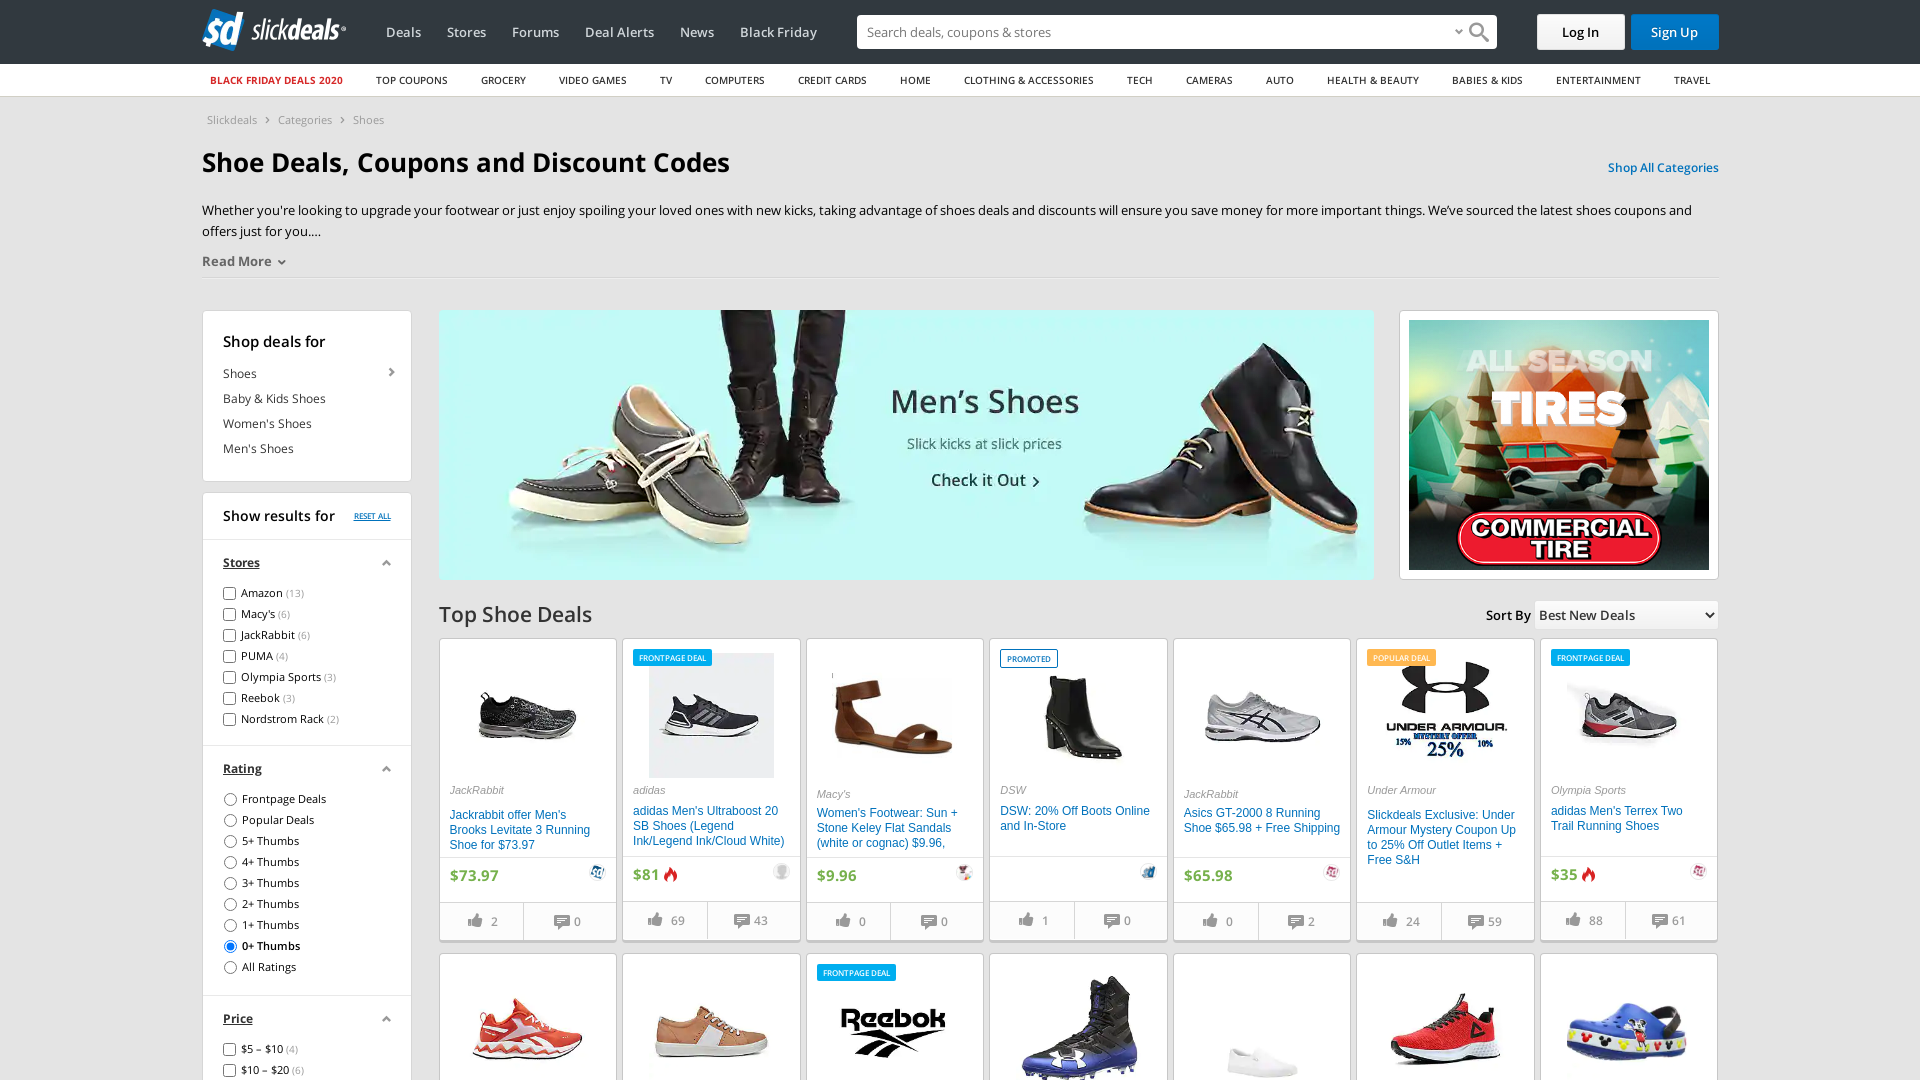 slickdeals
Deals
Stores
Forums
Deal Alerts
News
Black Friday
Search deals, coupons & stores
Log In
Sign Up
BLACK FRIDAY DEALS 2020
TOP COUPONS
GROCERY
VIDEO GAMES
TV
COMPUTERS
CREDIT CARDS
HOME
CLOTHING & ACCESSORIES
TECH
CAMERAS
AUTO
HEALTH & BEAUTY
BABIES & KIDS
ENTERTAINMENT
TRAVEL
Slickdeals > Categories > Shoes
Shoe Deals, Coupons and Discount Codes
Shop All Categories
Whether you're looking to upgrade your footwear or just enjoy spoiling your loved ones with new kicks, taking advantage of shoes deals and discounts will ensure you save money for more important things. We’ve sourced the latest shoes coupons and
offers just for you....
Read More
Shop deals for
Shoes
Baby & Kids Shoes
Women's Shoes
Men's Shoes
Show results for
RESET ALL
Stores
Amazon (13)
Macy's (6)
JackRabbit (6)
PUMA (4)
Olympia Sports (3)
Reebok (3)
Nordstrom Rack (2)
Rating
Frontpage Deals
Popular Deals
5+ Thumbs
4+ Thumbs
3+ Thumbs
2+ Thumbs
1+ Thumbs
0+ Thumbs
All Ratings
Price
$5 – $10 (4)
$10 – $20 (6)
Men’s Shoes
Slick kicks at slick prices
Check it Out >
ALL SEASON
TIRES
COMMERCIAL
TIRE
Top Shoe Deals
Sort By
Best New Deals
JackRabbit
Jackrabbit offer Men's
Brooks Levitate 3 Running
Shoe for $73.97
$73.97
2
0
FRONTPAGE DEAL
adidas
adidas Men's Ultraboost 20
SB Shoes (Legend
Ink/Legend Ink/Cloud White)
$81
69
43
Macy's
Women's Footwear: Sun +
Stone Keley Flat Sandals
(white or cognac) $9.96,
$9.96
0
0
PROMOTED
DSW
DSW: 20% Off Boots Online
and In-Store
1
0
JackRabbit
Asics GT-2000 8 Running
Shoe $65.98 + Free Shipping
$65.98
0
2
POPULAR DEAL
UNDER ARMOUR.
15% MYSTERY OFFER 10%
25%
Under Armour
Slickdeals Exclusive: Under
Armour Mystery Coupon Up
to 25% Off Outlet Items +
Free S&H
24
59
FRONTPAGE DEAL
Olympia Sports
adidas Men's Terrex Two
Trail Running Shoes
$35
88
61
FRONTPAGE DEAL
Reebok